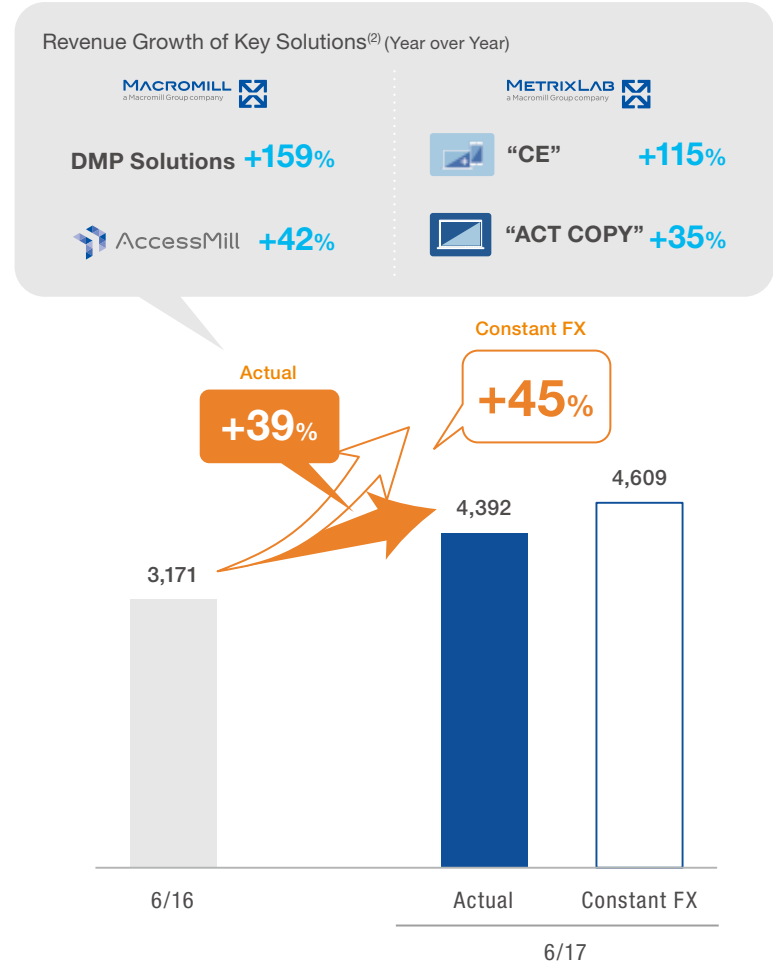 Revenue Growth of Key Solutions(2) (Year over Year)
MACROMILL
a Macromill Group company
DMP Solutions +159%
AccessMill +42%
METRIXLAB
a Macromill Group company
“CE” +115%
“ACT COPY” +35%
Constant FX
+45%
Actual
+39%
3,171
4,392
4,609
6/16
Actual
Constant FX
6/17